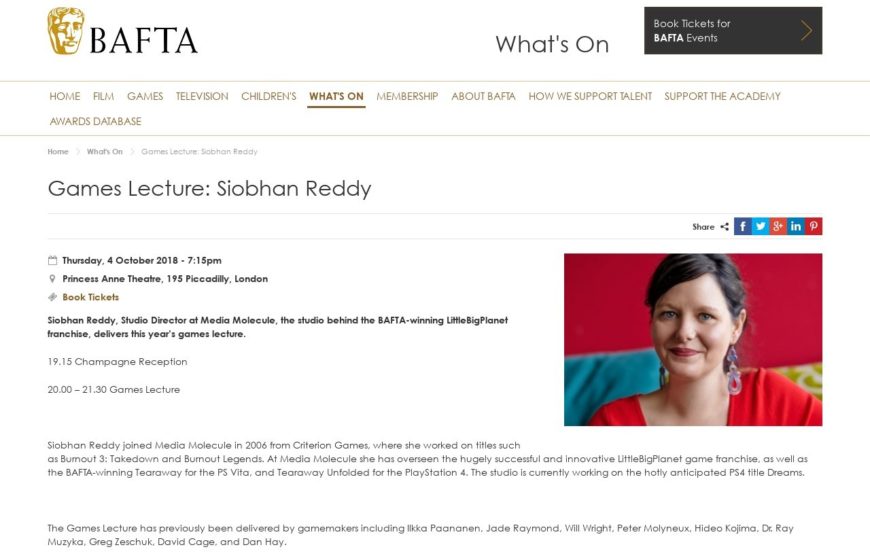 BAFTA
What's On
Book Tickets for
BAFTA Events
HOME FILM GAMES TELEVISION CHILDREN'S WHAT'S ON MEMBERSHIP ABOUT BAFTA HOW WE SUPPORT TALENT SUPPORT THE ACADEMY
AWARDS DATABASE
Home > What's On > Games Lecture: Siobhan Reddy
Games Lecture: Siobhan Reddy
Share f g+ in
Thursday, 4 October 2018 - 7:15pm
Princess Anne Theatre, 195 Piccadilly, London
Book Tickets
Siobhan Reddy, Studio Director at Media Molecule, the studio behind the BAFTA-winning LittleBigPlanet
franchise, delivers this year's games lecture.
19.15 Champagne Reception
20.00 – 21.30 Games Lecture
Siobhan Reddy joined Media Molecule in 2006 from Criterion Games, where she worked on titles such
as Burnout 3: Takedown and Burnout Legends. At Media Molecule she has overseen the hugely successful and innovative LittleBigPlanet game franchise, as well as
the BAFTA-winning Tearaway for the PS Vita, and Tearaway Unfolded for the PlayStation 4. The studio is currently working on the hotly anticipated PS4 title Dreams.
The Games Lecture has previously been delivered by gamemakers including Ilkka Paananen, Jade Raymond, Will Wright, Peter Molyneux, Hideo Kojima, Dr. Ray
Muzyka, Greg Zeschuk, David Cage, and Dan Hay.